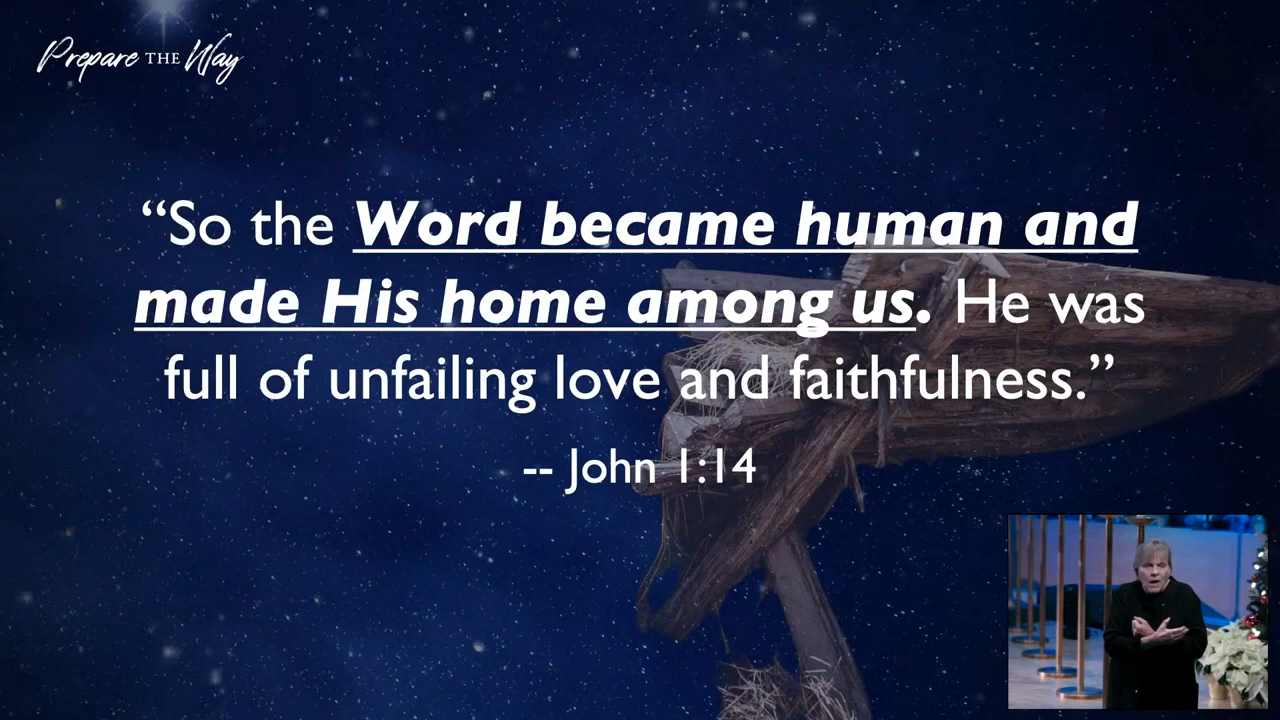 Prepare THE Way
“So the Word became human and
made His home among us. He was
full of unfailing love and faithfulness.”
-- John 1:14